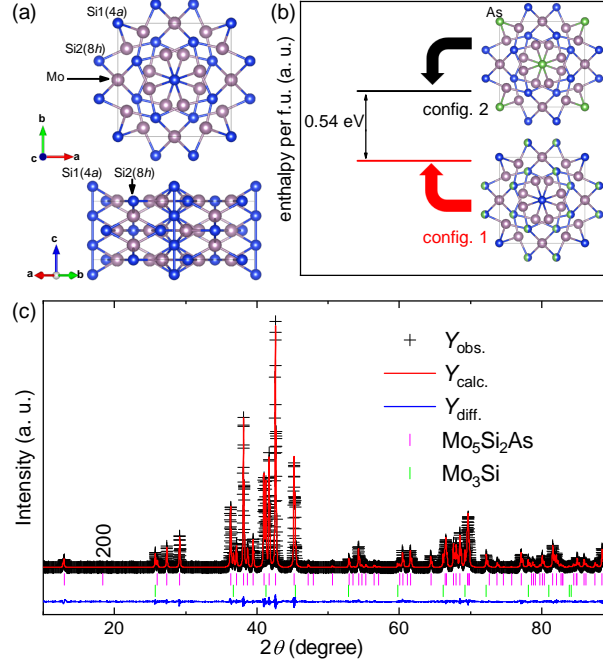 (a)
Si1(4a)
Si2(8h)
Mo
b
c
a
Si1(4a)
Si2(8h)
c
a
b
(b)
As
enthalpy per f.u. (a. u.)
config. 2
0.54 eV
config. 1
(c)
Intensity (a. u.)
200
Yobs.
Ycalc.
Ydiff.
Mo5Si2As
Mo3Si
20 40 60 80
2θ (degree)